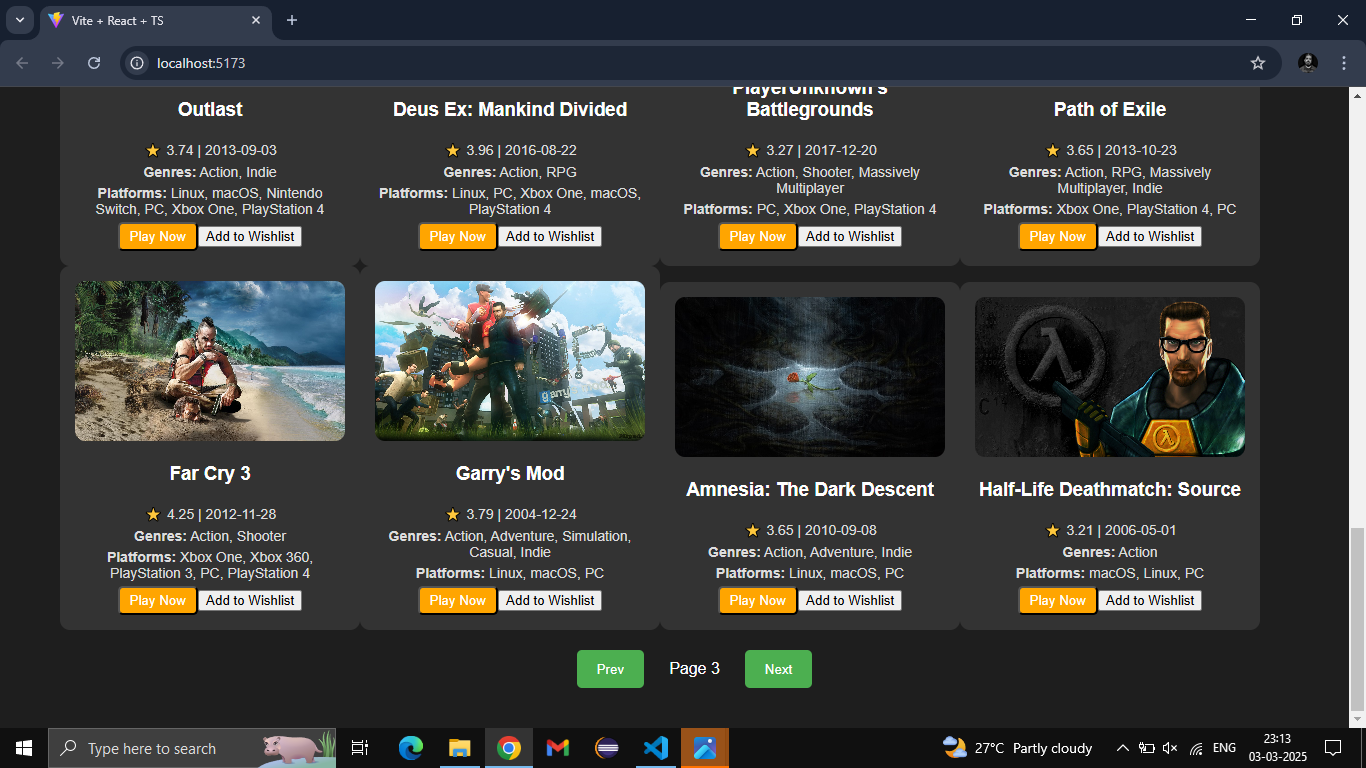 Vite + React + TS
localhost:5173
Outlast
★ 3.74 | 2013-09-03
Genres: Action, Indie
Platforms: Linux, macOS, Nintendo
Switch, PC, Xbox One, PlayStation 4
Play Now Add to Wishlist
Deus Ex: Mankind Divided
★ 3.96 | 2016-08-22
Genres: Action, RPG
Platforms: Linux, PC, Xbox One, macOS,
PlayStation 4
Play Now Add to Wishlist
PlayerUnknown's
Battlegrounds
★ 3.27 | 2017-12-20
Genres: Action, Shooter, Massively
Multiplayer
Platforms: PC, Xbox One, PlayStation 4
Play Now Add to Wishlist
Path of Exile
★ 3.65 | 2013-10-23
Genres: Action, RPG, Massively
Multiplayer, Indie
Platforms: Xbox One, PlayStation 4, PC
Play Now Add to Wishlist
Far Cry 3
★ 4.25 | 2012-11-28
Genres: Action, Shooter
Platforms: Xbox One, Xbox 360,
PlayStation 3, PC, PlayStation 4
Play Now Add to Wishlist
garry
Garry's Mod
★ 3.79 | 2004-12-24
Genres: Action, Adventure, Simulation,
Casual, Indie
Platforms: Linux, macOS, PC
Play Now Add to Wishlist
Amnesia: The Dark Descent
★ 3.65 | 2010-09-08
Genres: Action, Adventure, Indie
Platforms: Linux, macOS, PC
Play Now Add to Wishlist
λ
λ
Half-Life Deathmatch: Source
★ 3.21 | 2006-05-01
Genres: Action
Platforms: macOS, Linux, PC
Play Now Add to Wishlist
Prev Page 3 Next
Type here to search
27°C Partly cloudy
ENG
23:13
03-03-2025